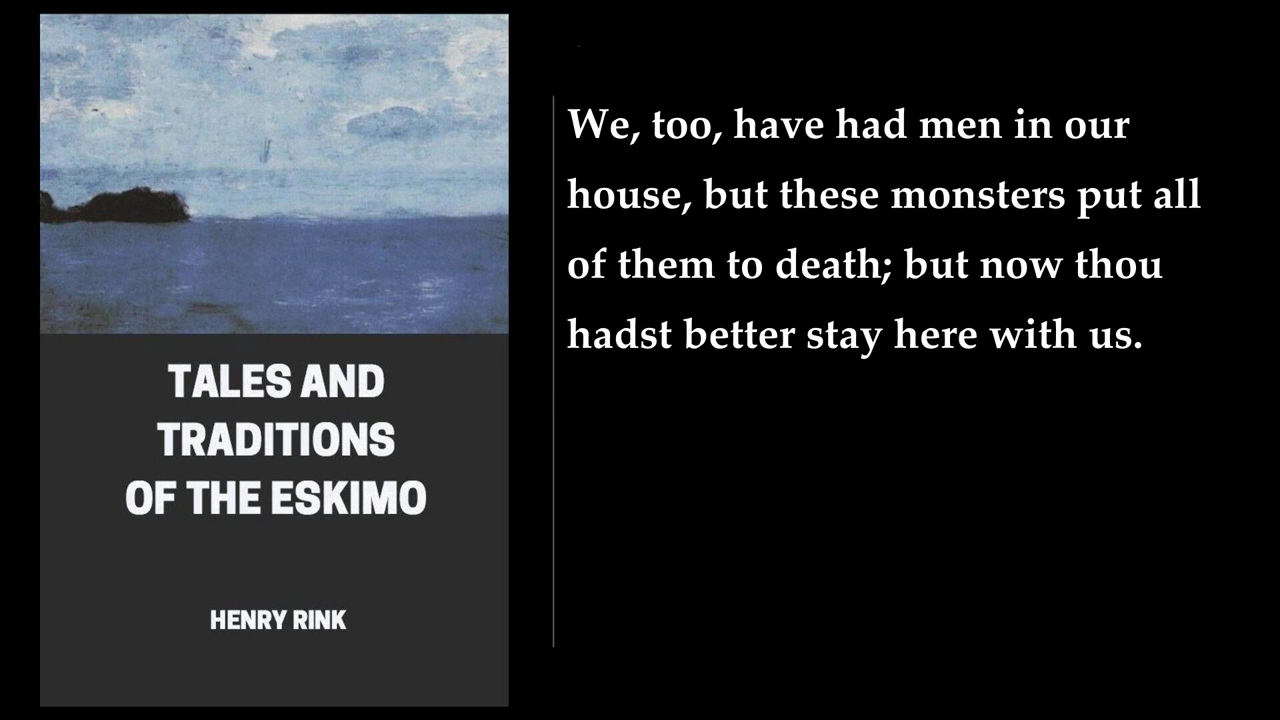 TALES AND
TRADITIONS
OF THE ESKIMO
HENRY RINK
We, too, have had men in our
house, but these monsters put all
of them to death; but now thou
hadst better stay here with us.